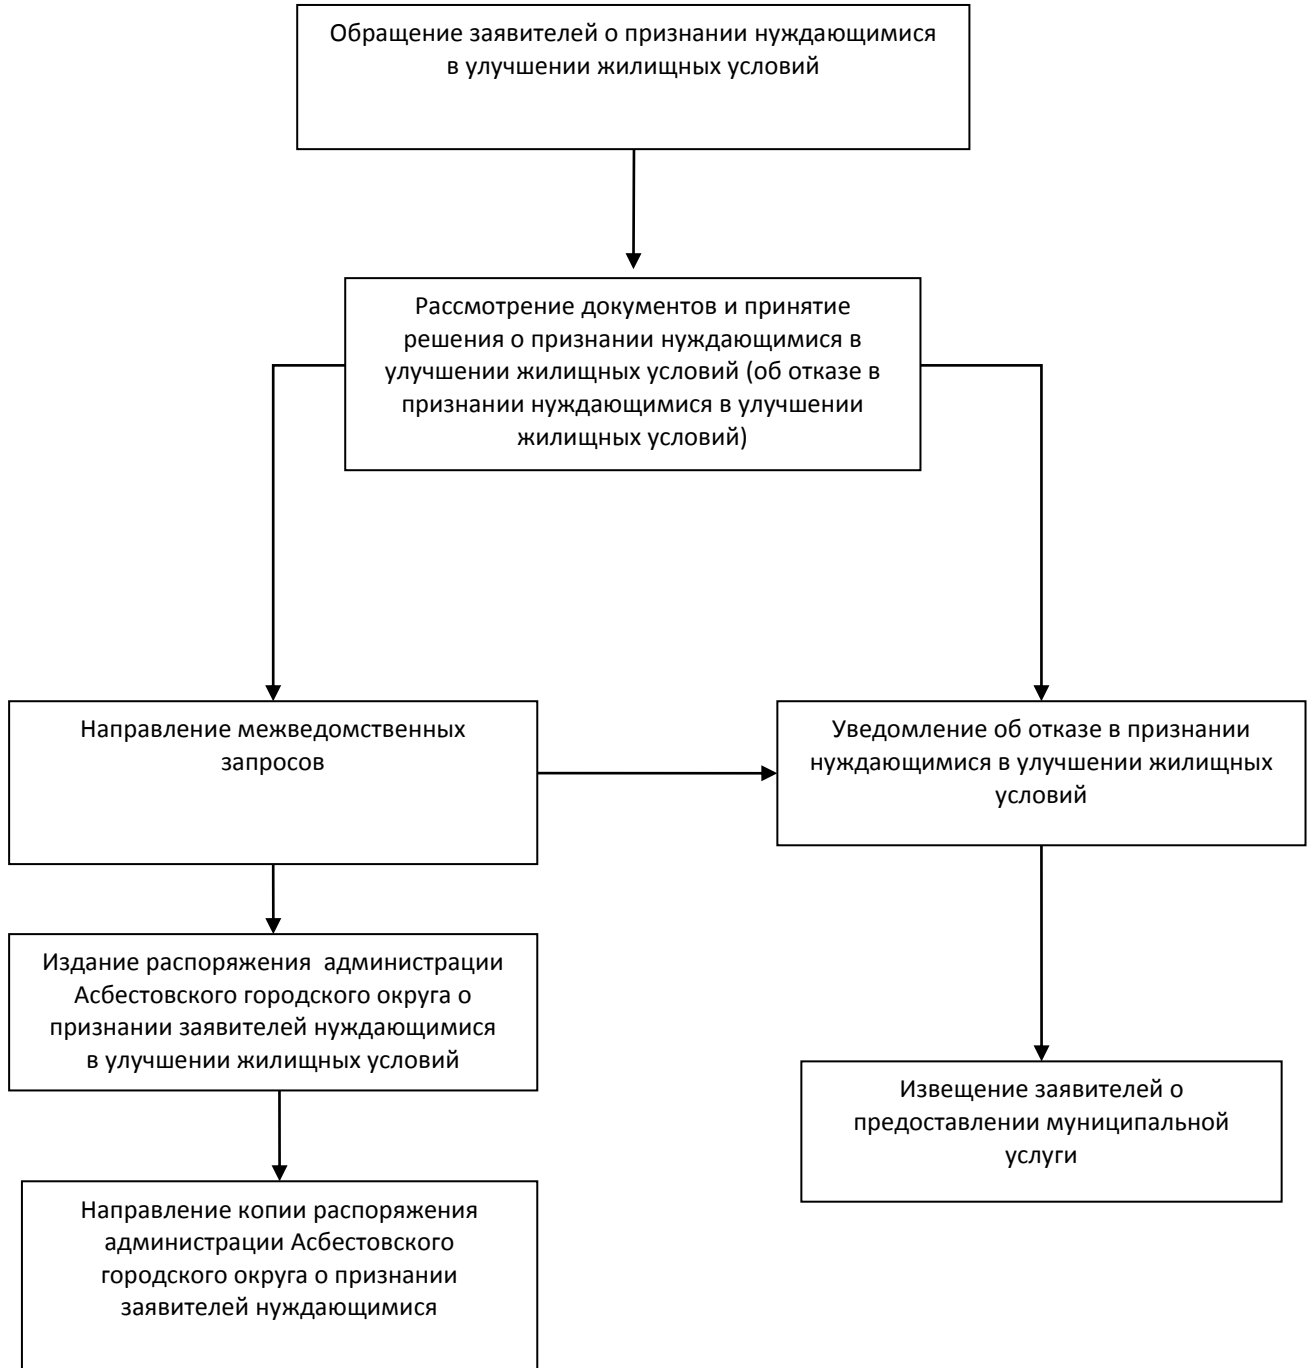 Обращение заявителей о признании нуждающимися
в улучшении жилищных условий
Рассмотрение документов и принятие
решения о признании нуждающимися в
улучшении жилищных условий (об отказе в
признании нуждающимися в улучшении
жилищных условий)
Направление межведомственных
запросов
Уведомление об отказе в признании
нуждающимися в улучшении жилищных
условий
Издание распоряжения администрации
Асбестовского городского округа о
признании заявителей нуждающимися
в улучшении жилищных условий
Извещение заявителей о
предоставлении муниципальной
услуги
Направление копии распоряжения
администрации Асбестовского
городского округа о признании
заявителей нуждающимися